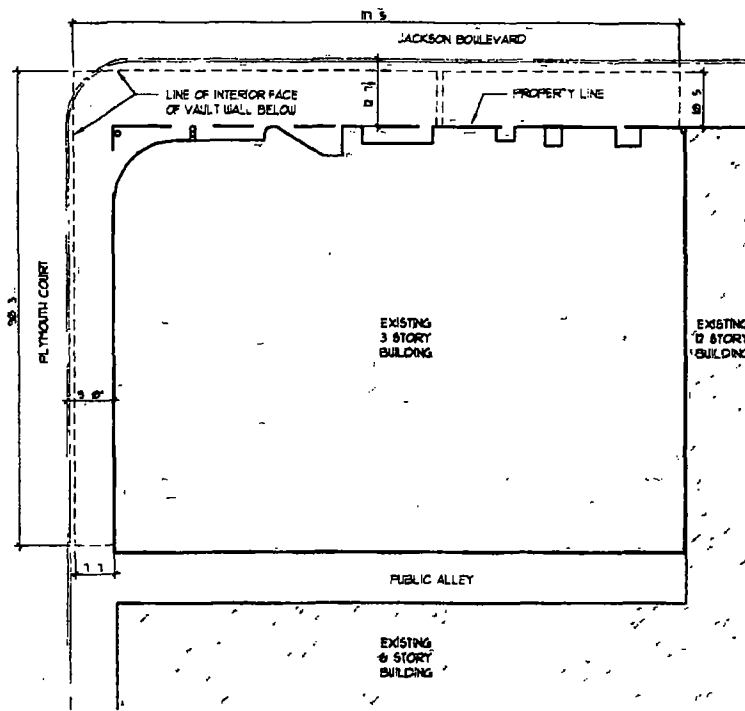 JACKSON BOULEVARD
LINE OF INTERIOR FACE
OF VAULT WALL BELOW
PROPERTY LINE
PLYMOUTH COURT
EXISTING
3 STORY
BUILDING
EXISTING
12 STORY
BUILDING
PUBLIC ALLEY
EXISTING
6 STORY
BUILDING